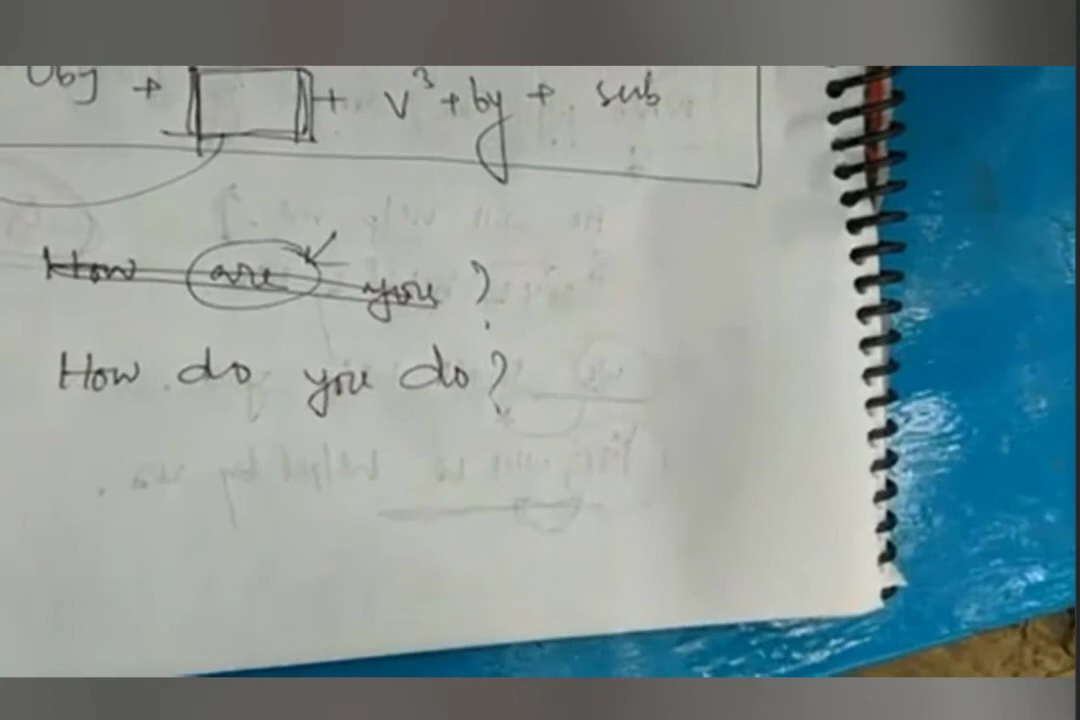 Obj + + V³ + by + sub
How are you?
How do you do?